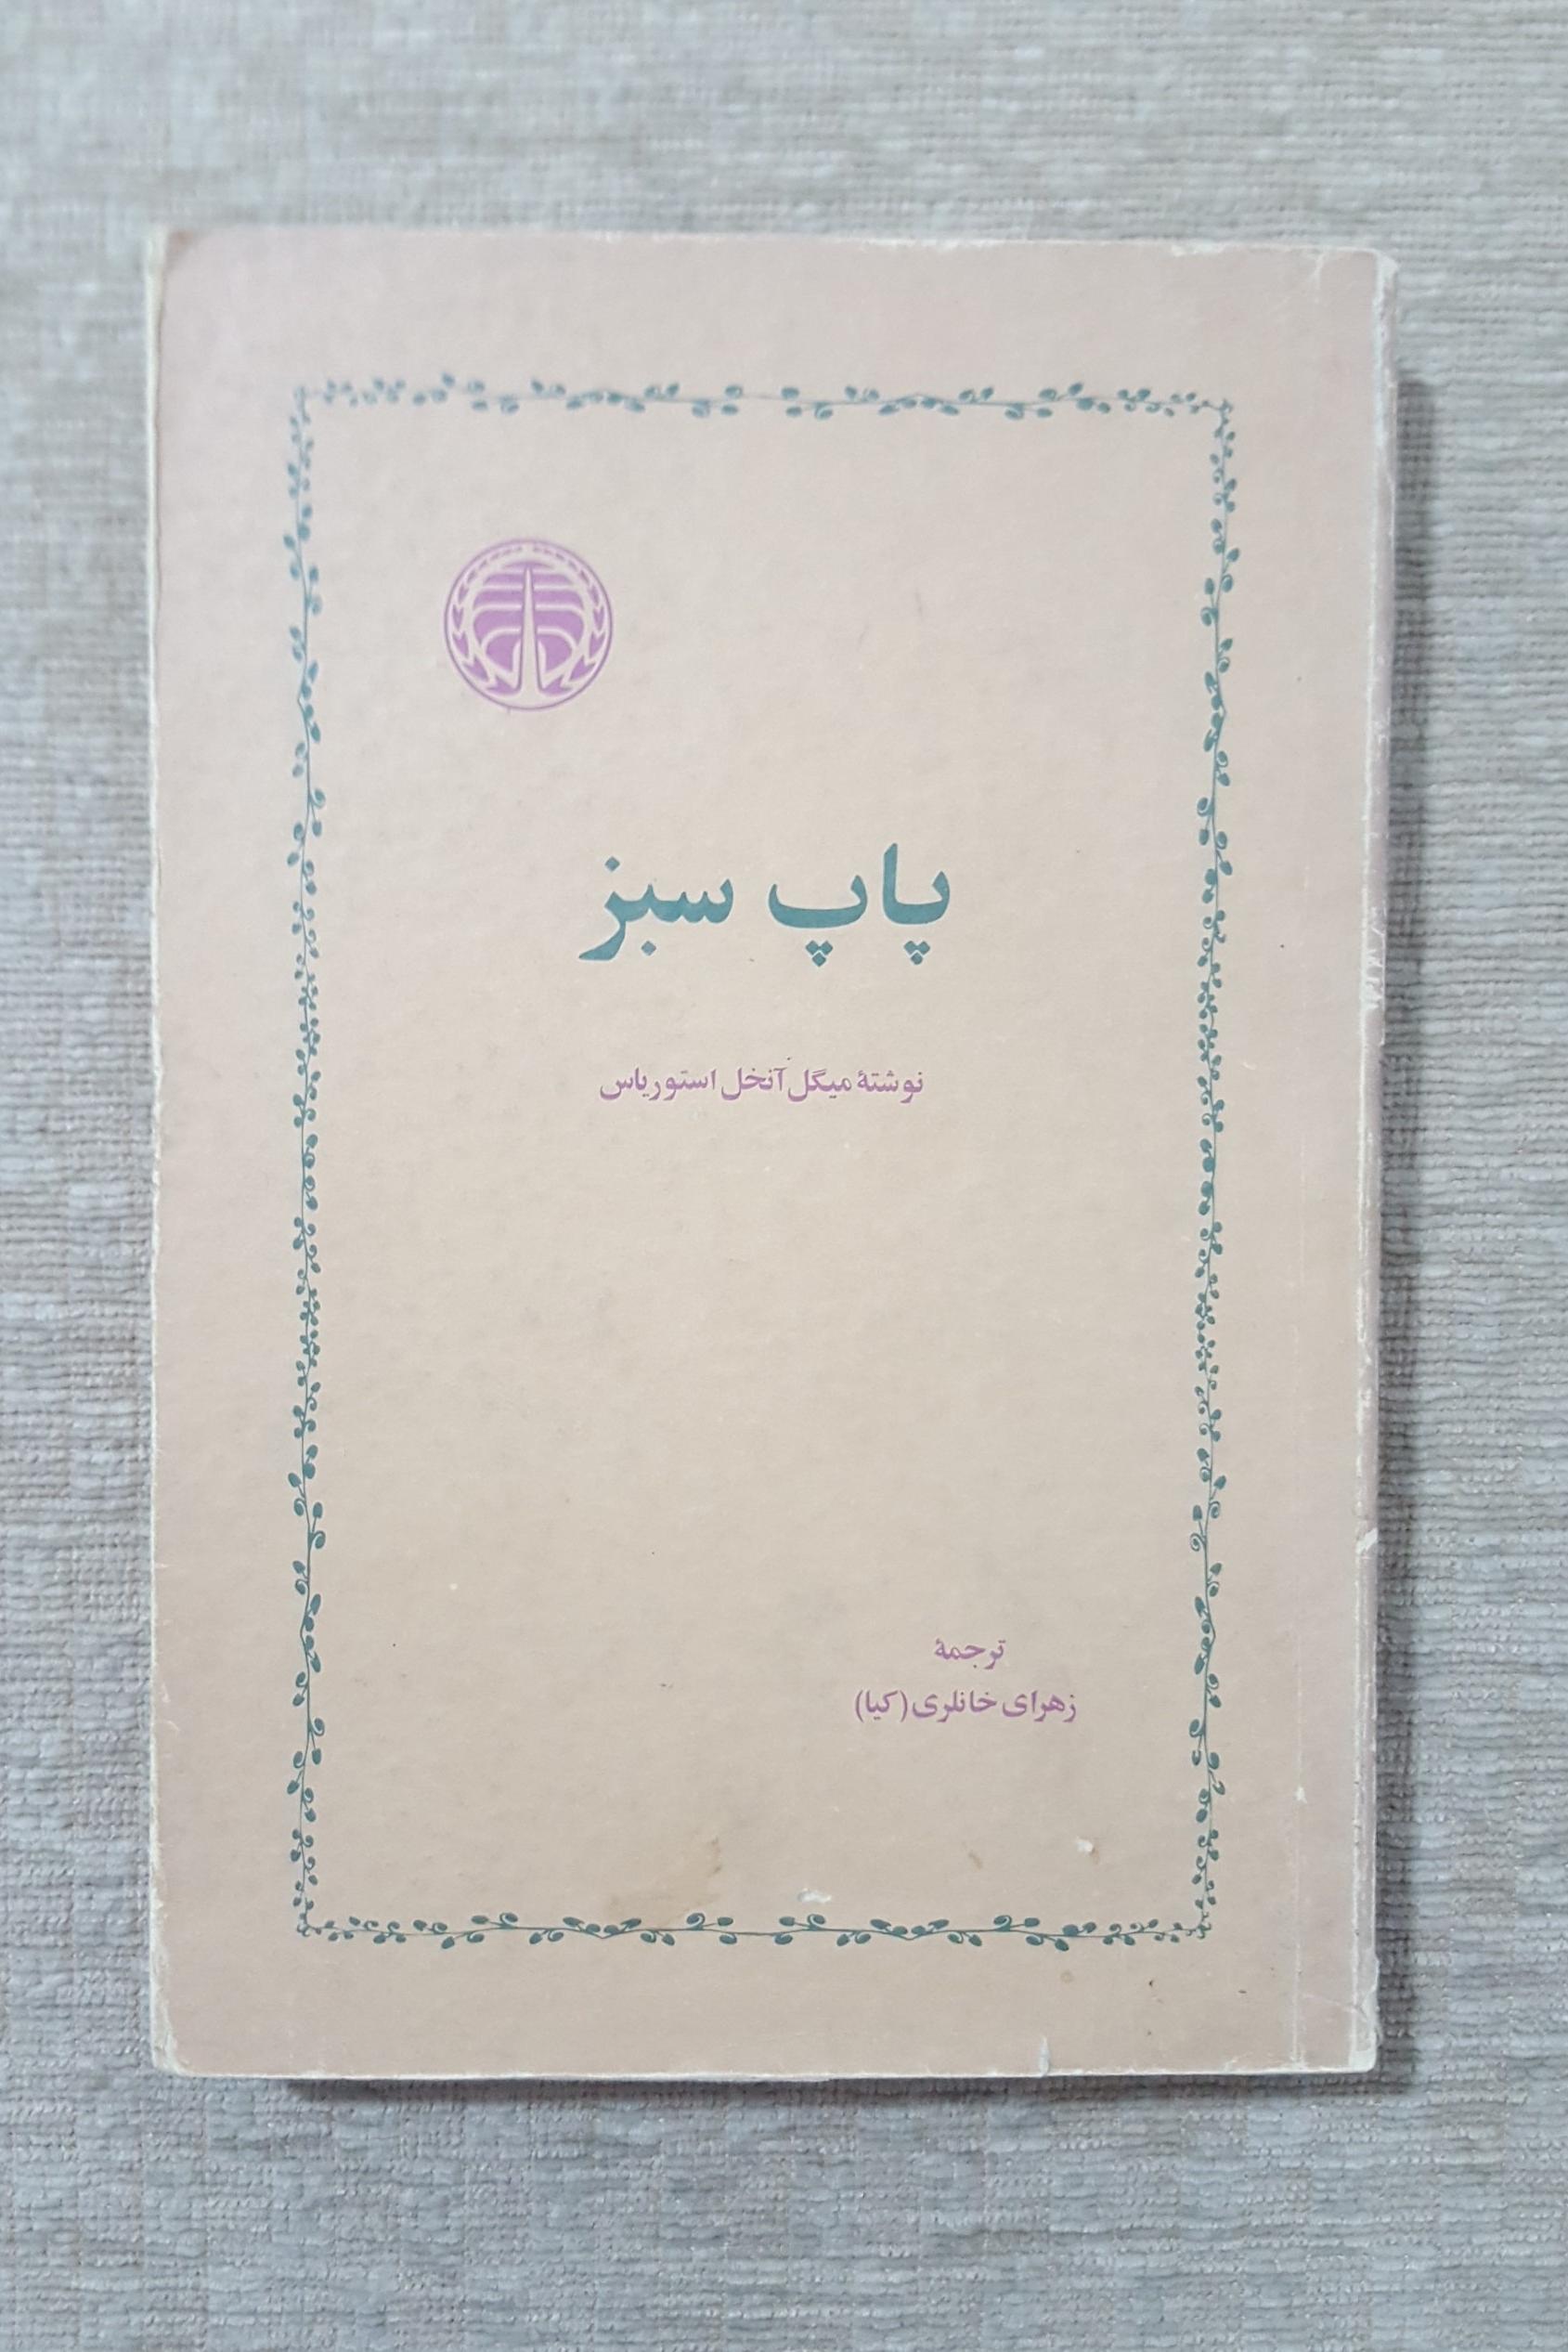 پاپ سبز
نوشتهٔ میگل آنخل استوریاس
ترجمهٔ
زهرای خانلری (کیا)